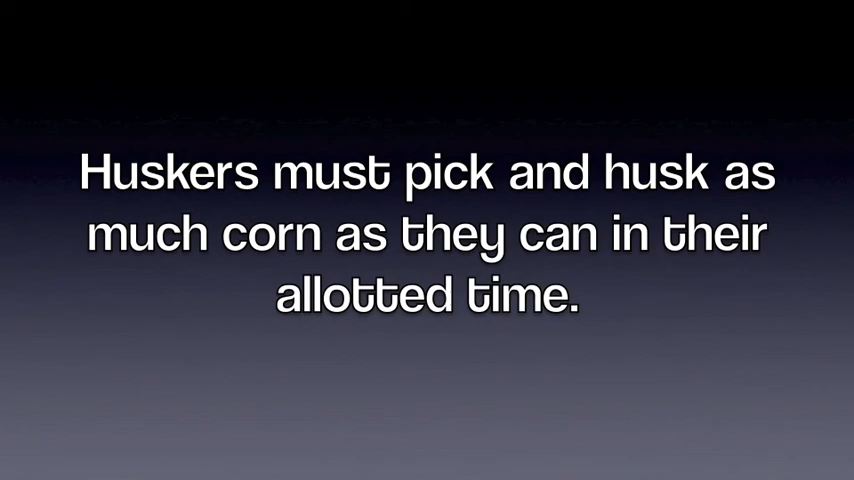 Huskers must pick and husk as
much corn as they can in their
allotted time.